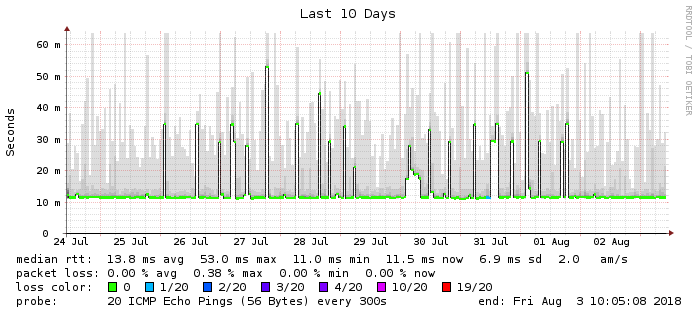 Last 10 Days
RRDTOOL / TOBI OETIKER
Seconds
60 m
50 m
40 m
30 m
20 m
10 m
0
24 Jul 25 Jul 26 Jul 27 Jul 28 Jul 29 Jul 30 Jul 31 Jul 01 Aug 02 Aug
median rtt: 13.8 ms avg 53.0 ms max 11.0 ms min 11.5 ms now 6.9 ms sd 2.0 am/s
packet loss: 0.00 % avg 0.38 % max 0.00 % min 0.00 % now
loss color: 0 1/20 2/20 3/20 4/20 10/20 19/20
probe: 20 ICMP Echo Pings (56 Bytes) every 300s end: Fri Aug 3 10:05:08 2018